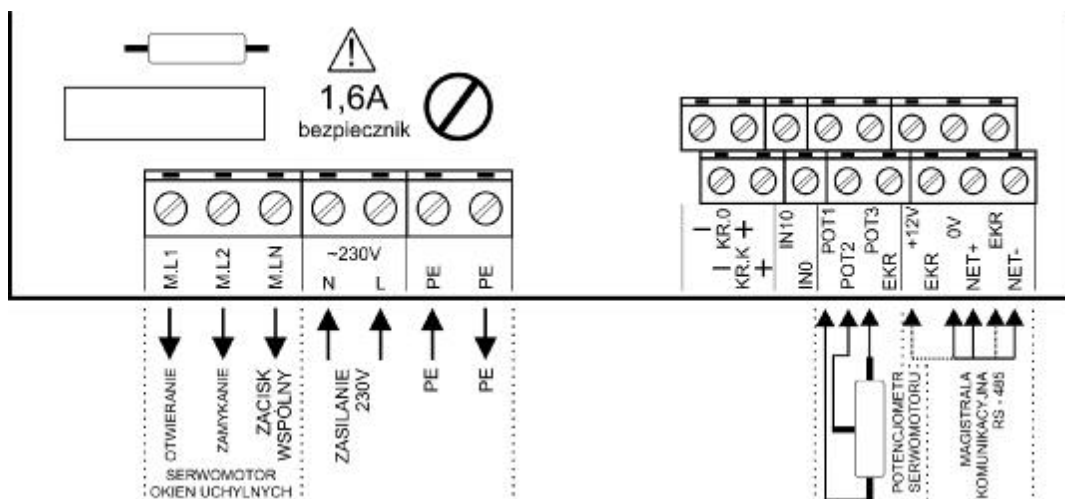 1,6A
bezpiecznik
M.L1
M.L2
M.LN
~230V
N
L
PE
PE
OTWIERANIE
ZAMYKANIE
ZACISK
WSPÓLNY
ZASILANIE
230V
PE
PE
SERWOMOTOR
OKIEN UCHYLNYCH
– KR.0 +
– KR.K +
IN10
IN0
POT1
POT2
POT3
EKR
+12V
EKR
0V
NET+
EKR
NET-
POTENCJOMETR
SERWOMOTORU
MAGISTRALA
KOMUNIKACYJNA
RS - 485